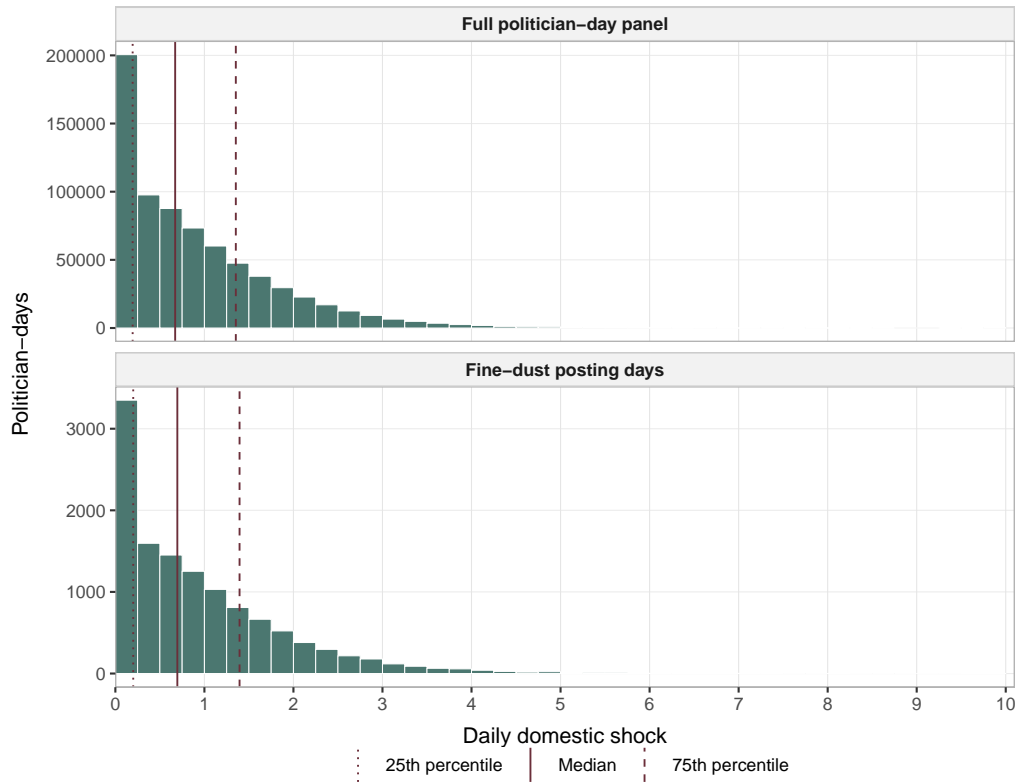 Full politician−day panel
200000
150000
100000
50000
0
Fine−dust posting days
3000
2000
1000
0
Politician−days
0 1 2 3 4 5 6 7 8 9 10
Daily domestic shock
25th percentile Median 75th percentile